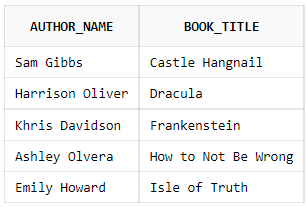 AUTHOR_NAME BOOK_TITLE
Sam Gibbs Castle Hangnail
Harrison Oliver Dracula
Khris Davidson Frankenstein
Ashley Olvera How to Not Be Wrong
Emily Howard Isle of Truth